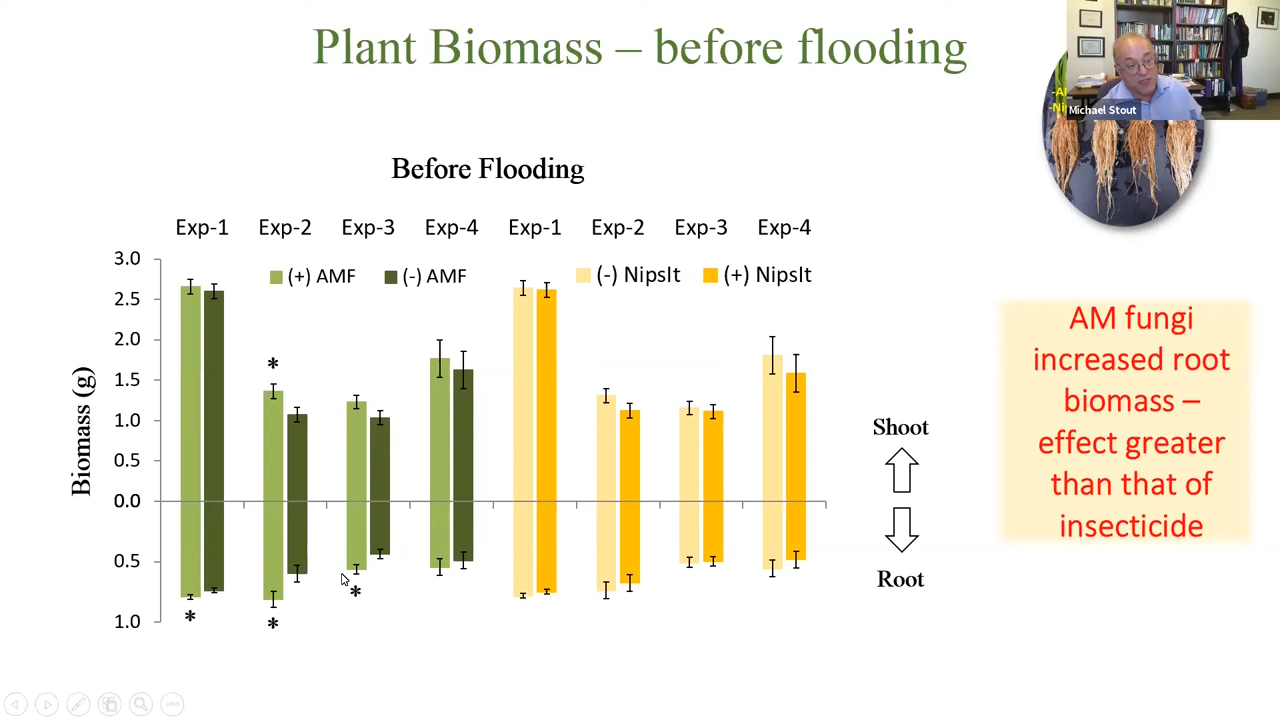 Plant Biomass – before flooding
Michael Stout
Before Flooding
Exp-1 Exp-2 Exp-3 Exp-4 Exp-1 Exp-2 Exp-3 Exp-4
(+) AMF (-) AMF (-) NipsIt (+) NipsIt
3.0
2.5
2.0
1.5
1.0
0.5
0.0
0.5
1.0
Biomass (g)
*
*
*
*
Shoot
Root
AM fungi
increased root
biomass –
effect greater
than that of
insecticide